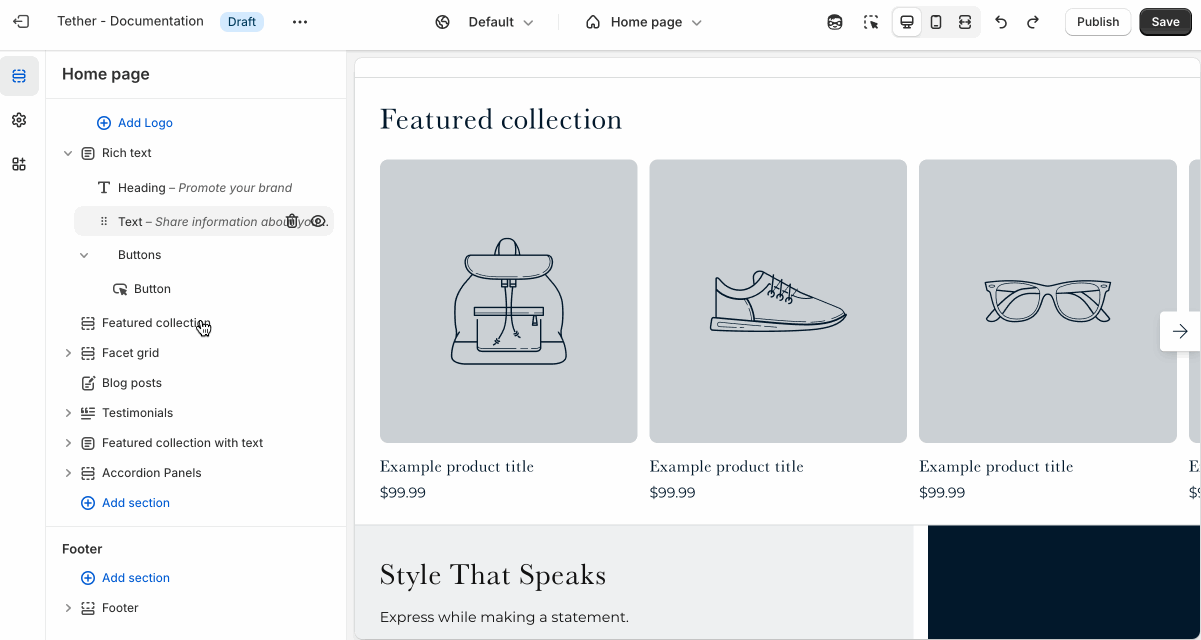 Tether - Documentation Draft Default Home page Publish Save
Home page
Add Logo
Rich text
Heading – Promote your brand
Text – Share information about
Buttons
Button
Featured collection
Facet grid
Blog posts
Testimonials
Featured collection with text
Accordion Panels
Add section
Footer
Add section
Footer
Featured collection
Example product title Example product title Example product title
$99.99 $99.99 $99.99
Style That Speaks
Express while making a statement.